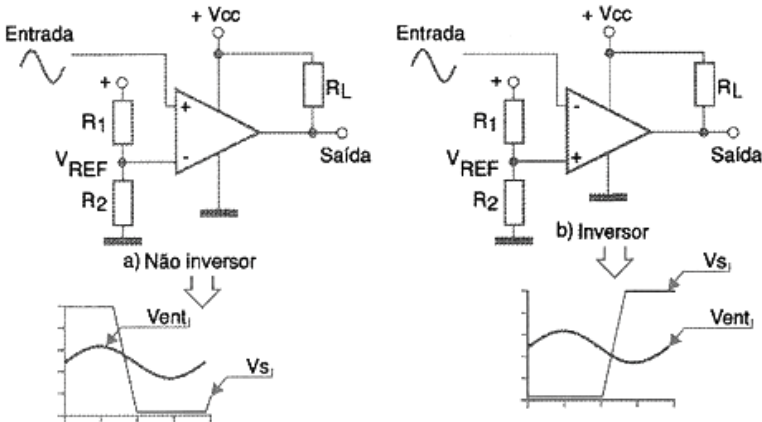 + Vcc
Entrada
+
R1
VREF
R2
+
-
RL
Saída
a) Não inversor
Vent
Vs
+ Vcc
Entrada
+
R1
VREF
R2
-
+
RL
Saída
b) Inversor
Vs
Vent